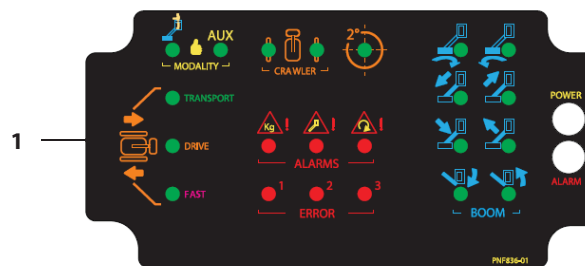 AUX
MODALITY
CRAWLER
2°
TRANSPORT
DRIVE
FAST
Kg ! ! !
ALARMS
1 2 3
ERROR
BOOM
POWER
ALARM
PNF836-01
1